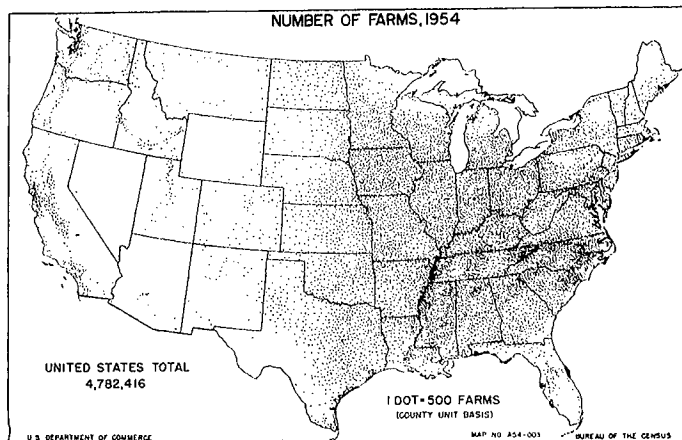 NUMBER OF FARMS, 1954
UNITED STATES TOTAL
4,782,416
1 DOT=500 FARMS
(COUNTY UNIT BASIS)
U.S. DEPARTMENT OF COMMERCE
MAP NO. A54-003
BUREAU OF THE CENSUS